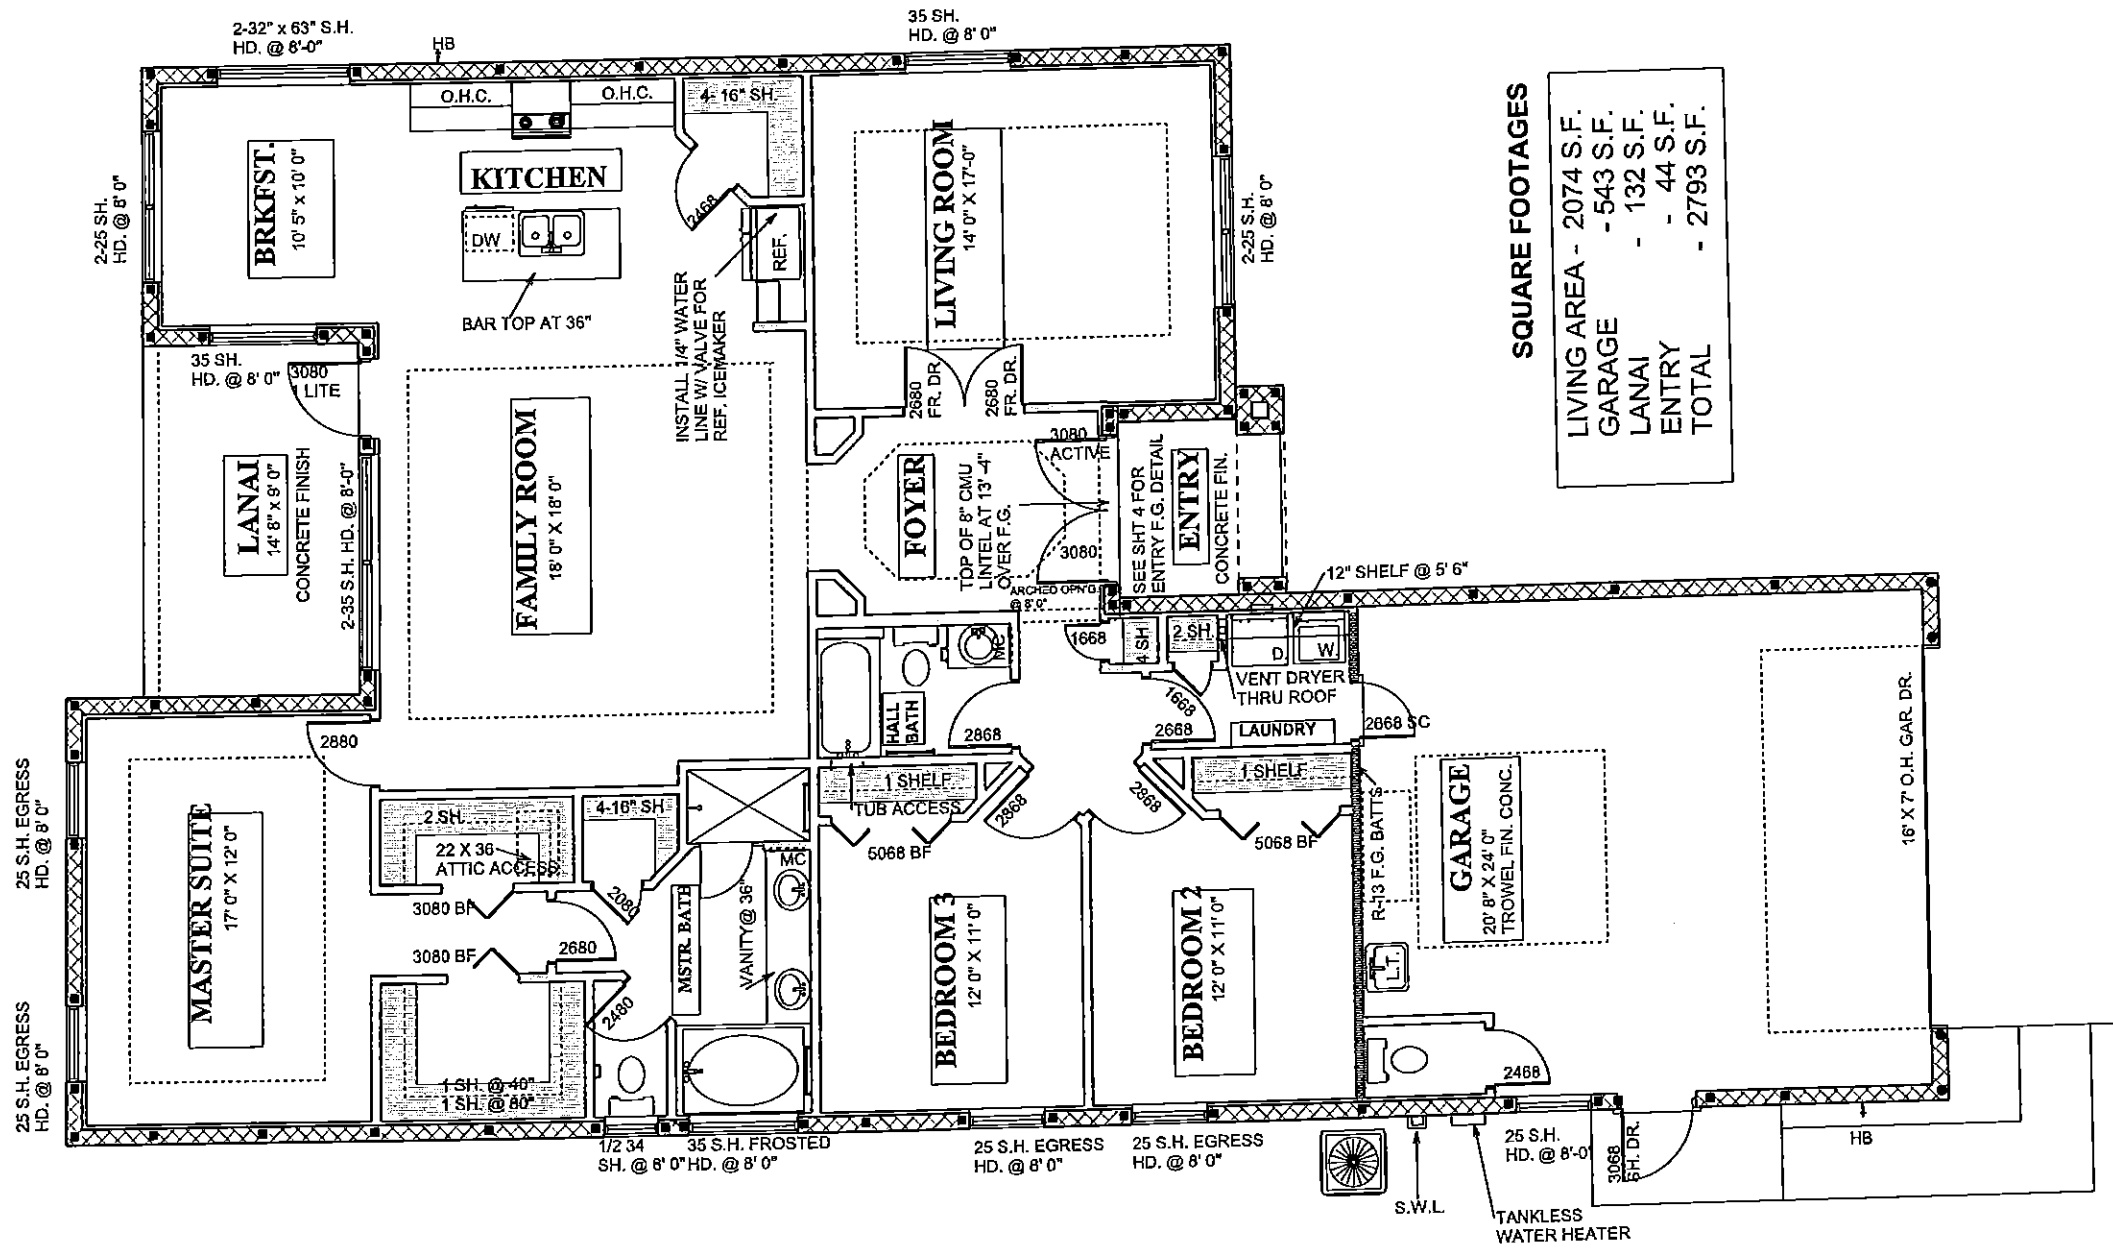 2-32" x 63" S.H.
HD. @ 8'-0"
HB
35 SH.
HD. @ 8' 0"
O.H.C.
O.H.C.
4- 16" SH.
2-25 SH.
HD. @ 8' 0"
BRKFST.
10' 5" x 10' 0"
KITCHEN
DW
2468
REF.
BAR TOP AT 36"
INSTALL 1/4" WATER
LINE W/ VALVE FOR
REF. ICEMAKER
LIVING ROOM
14' 0" X 17'-0"
2-25 S.H.
HD. @ 8' 0"
SQUARE FOOTAGES
LIVING AREA - 2074 S.F.
GARAGE - 543 S.F.
LANAI - 132 S.F.
ENTRY - 44 S.F.
TOTAL - 2793 S.F.
35 SH.
HD. @ 8' 0"
3080
1 LITE
2680
FR. DR.
2680
FR. DR.
LANAI
14' 8" x 9' 0"
CONCRETE FINISH
2-35 S.H. HD. @ 8'-0"
FAMILY ROOM
18' 0" X 18' 0"
FOYER
TOP OF 8" CMU
LINTEL AT 13' -4"
OVER F.G.
3080
ACTIVE
3080
SEE SHT 4 FOR
ENTRY F.G. DETAIL
ENTRY
CONCRETE FIN.
ARCHED OPN'G.
@ 8' 0"
12" SHELF @ 5' 6"
1668
4 SH
2 SH.
D.
W.
MC
HALL
BATH
VENT DRYER
THRU ROOF
1668
2668
LAUNDRY
2868 SC
2868
2880
1 SHELF
TUB ACCESS
2868
2868
1 SHELF
5068 BF
5068 BF
25 S.H. EGRESS
HD. @ 8' 0"
MASTER SUITE
17' 0" X 12' 0"
2 SH.
22 X 36
ATTIC ACCESS
4-16" SH
3080 BF
2080
3080 BF
2680
MSTR. BATH
VANITY@ 36"
MC
2480
1 SH. @ 40"
1 SH. @ 80"
BEDROOM 3
12' 0" X 11' 0"
BEDROOM 2
12' 0" X 11' 0"
R-13 F.G. BATTS
GARAGE
20' 8" X 24' 0"
TROWEL FIN. CONC.
16' X 7' O.H. GAR. DR.
L.T.
2468
25 S.H. EGRESS
HD. @ 8' 0"
1/2 34
SH. @ 8' 0"
35 S.H. FROSTED
HD. @ 8' 0"
25 S.H. EGRESS
HD. @ 8' 0"
25 S.H. EGRESS
HD. @ 8' 0"
25 S.H.
HD. @ 8'-0"
3068
SH. DR.
HB
S.W.L.
TANKLESS
WATER HEATER